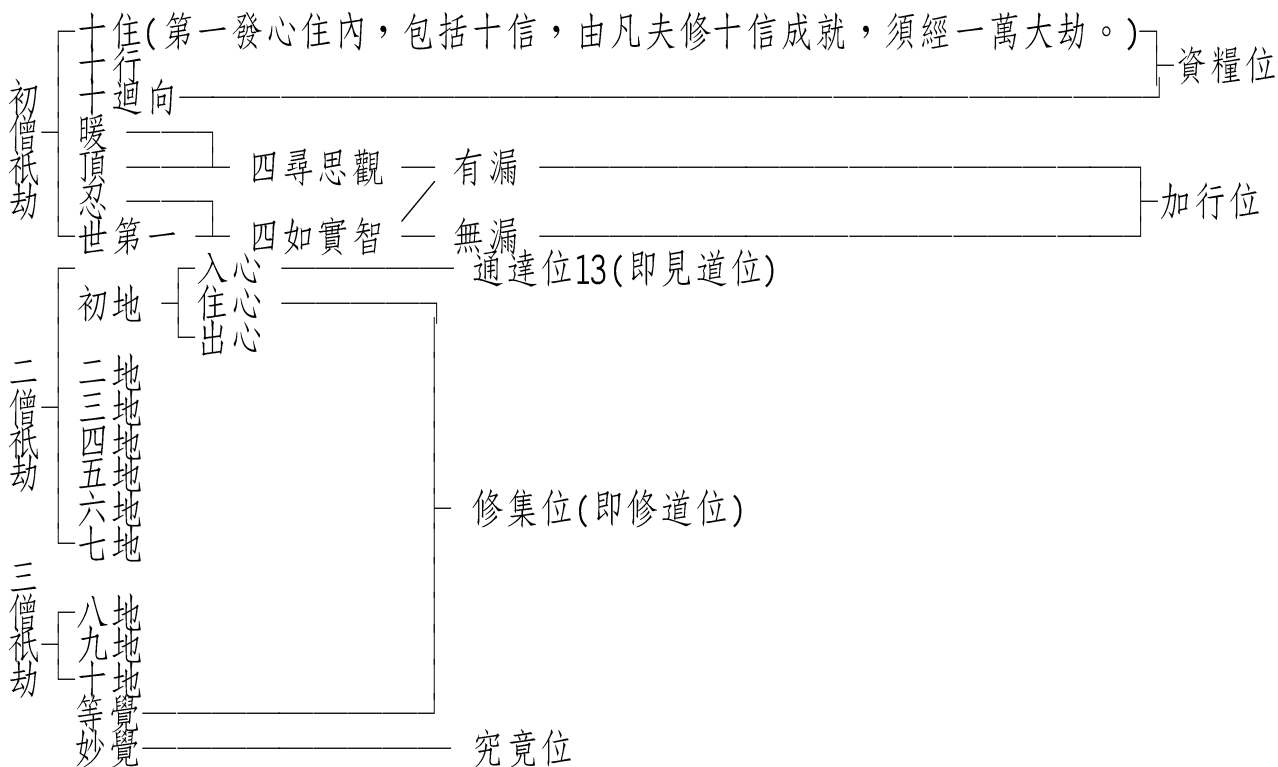 十住(第一發心住內，包括十信，由凡夫修十信成就，須經一萬大劫。)
十行
十迴向
資糧位
初僧祇劫
暖
頂
忍
世第一
四尋思觀
有漏
四如實智
無漏
加行位
初地
入心
住心
出心
通達位13(即見道位)
二僧祇劫
二地
三地
四地
五地
六地
七地
修集位(即修道位)
三僧祇劫
八地
九地
十地
等覺
妙覺
究竟位